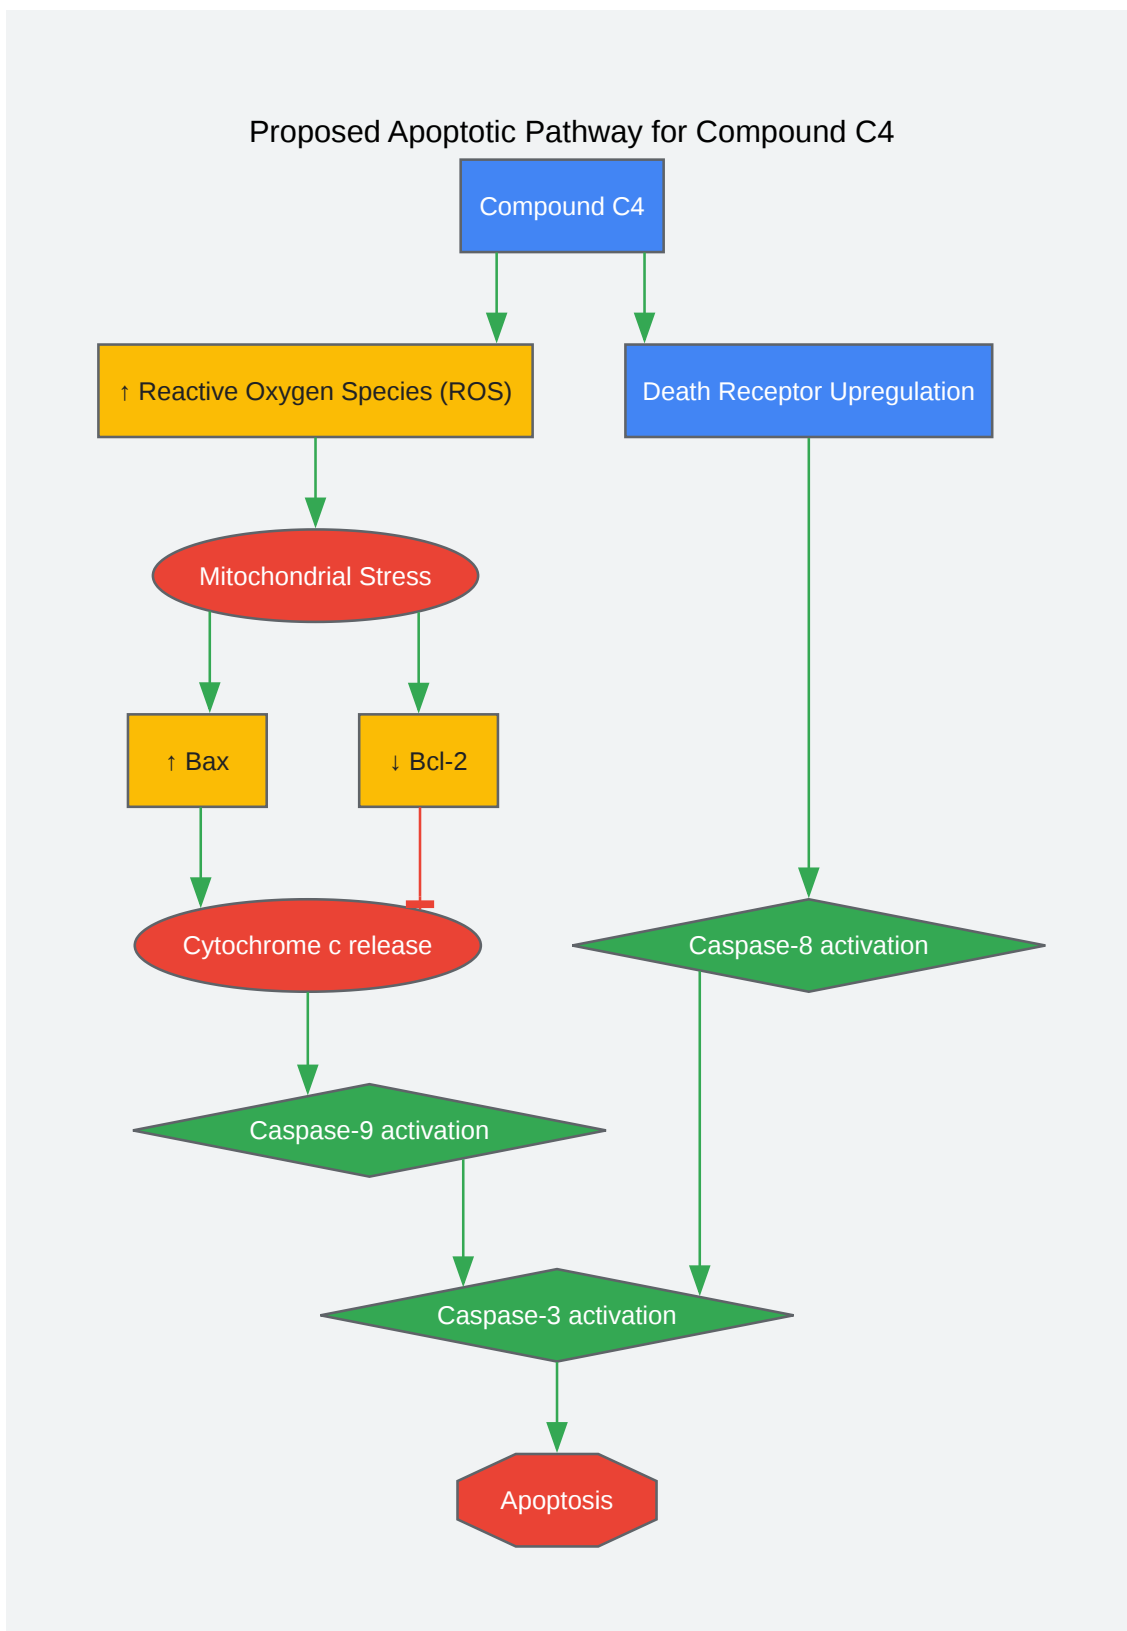 Proposed Apoptotic Pathway for Compound C4
Compound C4
↑ Reactive Oxygen Species (ROS)
Death Receptor Upregulation
Mitochondrial Stress
↑ Bax
↓ Bcl-2
Cytochrome c release
Caspase-8 activation
Caspase-9 activation
Caspase-3 activation
Apoptosis